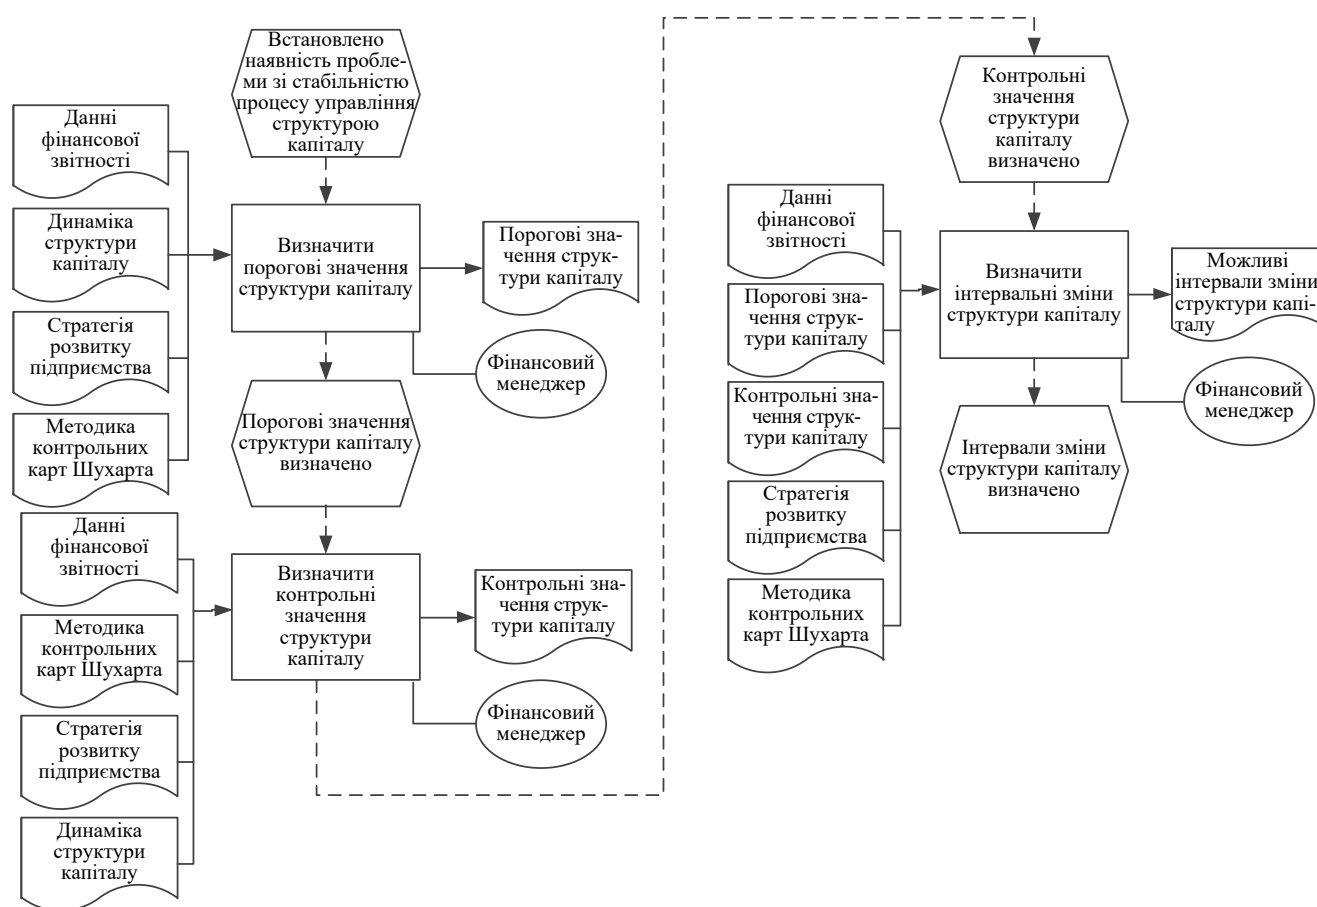 Встановлено
наявність пробле-
ми зі стабільністю
процесу управління
структурою
капіталу
Данні
фінансової
звітності
Динаміка
структури
капіталу
Стратегія
розвитку
підприємства
Методика
контрольних
карт Шухарта
Визначити
порогові значення
структури капіталу
Порогові зна-
чення струк-
тури капіталу
Фінансовий
менеджер
Порогові значення
структури капіталу
визначено
Данні
фінансової
звітності
Методика
контрольних
карт Шухарта
Стратегія
розвитку
підприємства
Динаміка
структури
капіталу
Визначити
контрольні
значення
структури
капіталу
Контрольні зна-
чення струк-
тури капіталу
Фінансовий
менеджер
Контрольні
значення
структури
капіталу
визначено
Данні
фінансової
звітності
Порогові зна-
чення струк-
тури капіталу
Контрольні зна-
чення струк-
тури капіталу
Стратегія
розвитку
підприємства
Методика
контрольних
карт Шухарта
Визначити
інтервальні зміни
структури капіталу
Можливі
інтервали зміни
структури капі-
талу
Фінансовий
менеджер
Інтервали зміни
структури капіталу
визначено